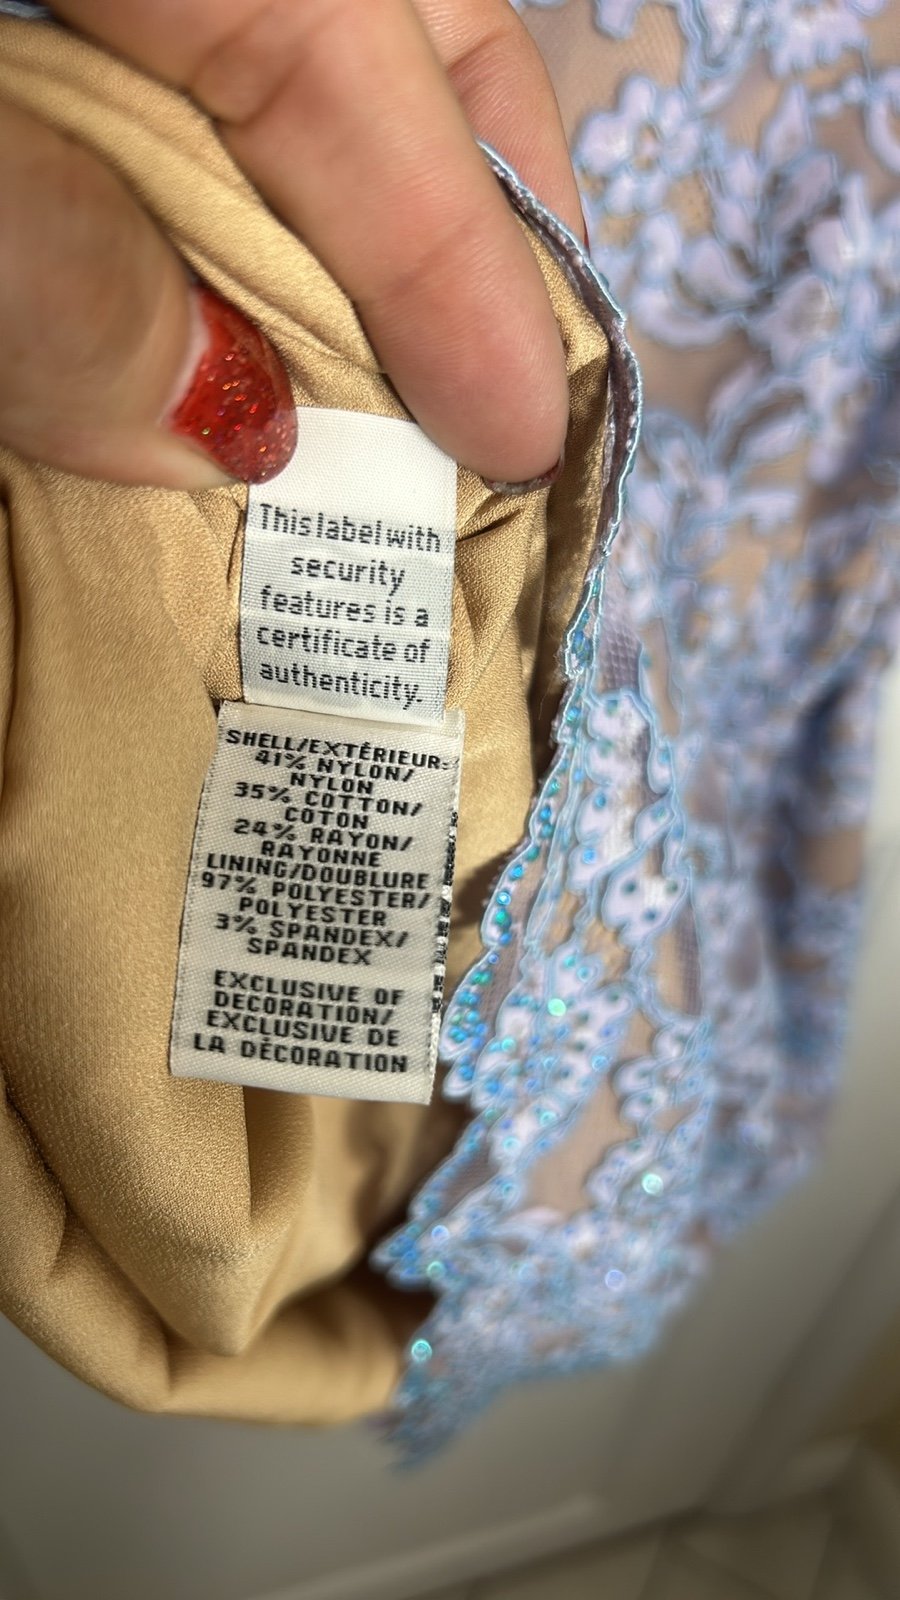 This label with
security
features is a
certificate of
authenticity.
SHELL/EXTÉRIEUR:
41% NYLON/
NYLON
35% COTTON/
COTON
24% RAYON/
RAYONNE
LINING/DOUBLURE
97% POLYESTER/
POLYESTER
3% SPANDEX/
SPANDEX
EXCLUSIVE OF
DECORATION/
EXCLUSIVE DE
LA DÉCORATION